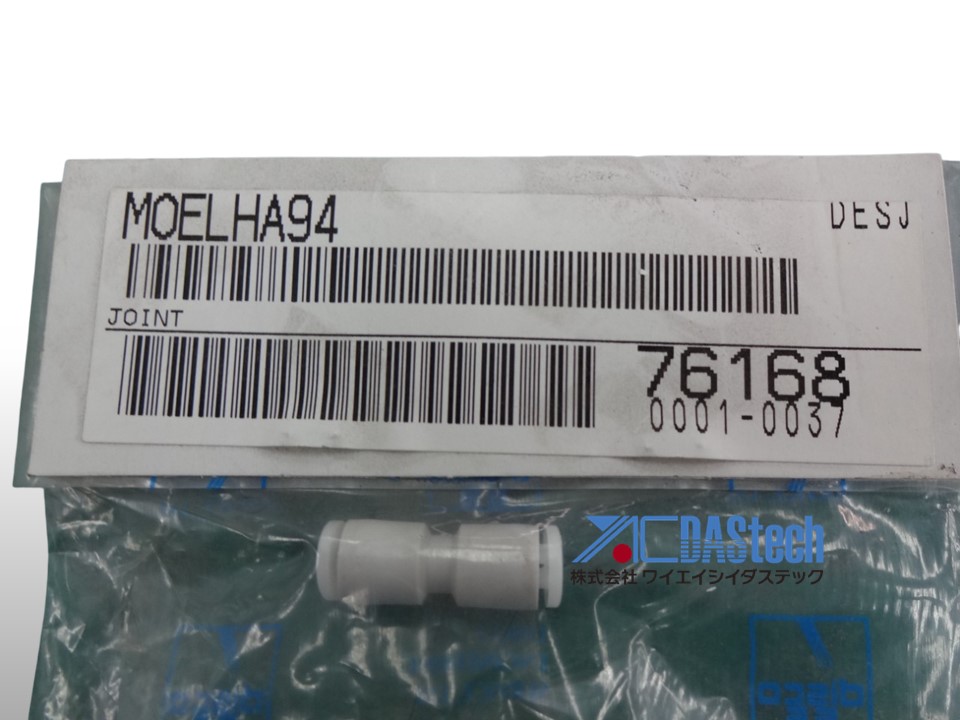 MOELHA94
DESJ
JOINT
76168
0001-0037
YAC DAStech
株式会社 ワイエイシイダステック